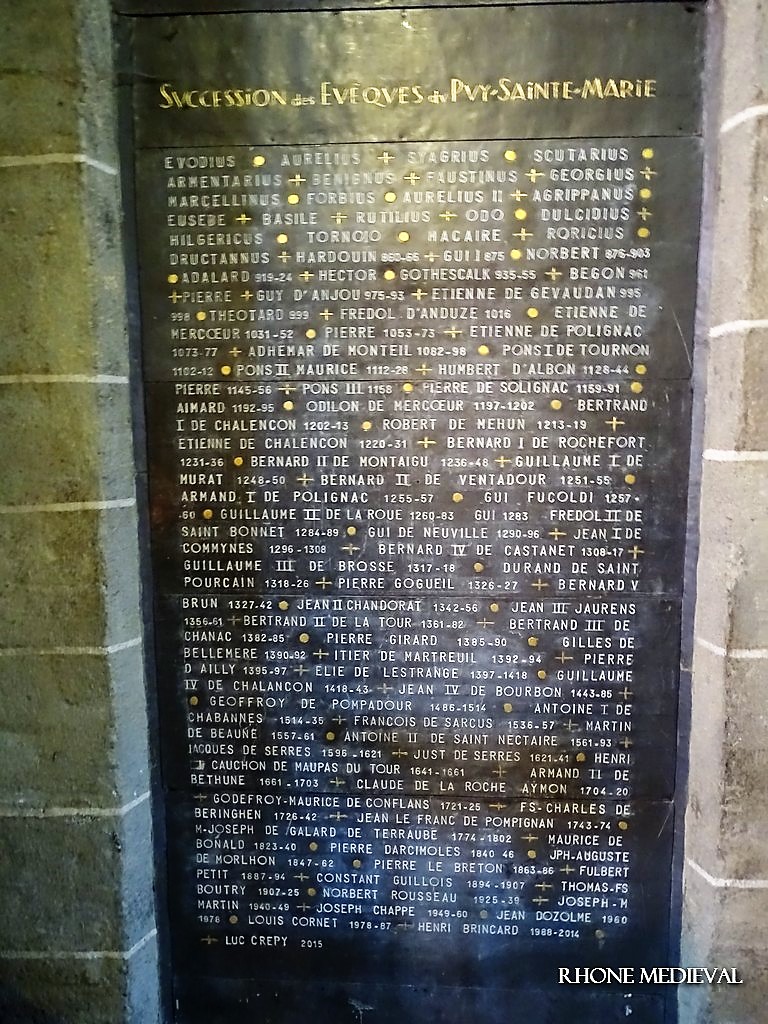 SVCCESSION des EVÊQVES du PVY-SAINTE-MARIE
EVODIUS ● AURELIUS + SYAGRIUS ● SCUTARIUS ●
ARMENTARIUS + BENIGNUS + FAUSTINUS + GEORGIUS +
MARCELLINUS ● FORBIUS ● AURELIUS II + AGRIPPANUS ●
EUSEBE + BASILE + RUTILIUS + ODO ● DULCIDIUS +
HILGERICUS ● TORNOIO ● MACAIRE + RORICIUS ●
DRUCTANNUS + HARDOUIN 860-66 + GUI I 875 ● NORBERT 876-903
● ADALARD 919-24 + HECTOR ● GOTHESCALK 935-55 + BEGON 961
+ PIERRE + GUY D'ANJOU 975-93 + ETIENNE DE GEVAUDAN 995
998 ● THEOTARD 999 + FREDOL D'ANDUZE 1016 ● ETIENNE DE
MERCŒUR 1031-52 ● PIERRE 1053-73 + ETIENNE DE POLIGNAC
1073-77 + ADHEMAR DE MONTEIL 1082-98 ● PONS I DE TOURNON
1102-12 ● PONS II MAURICE 1112-28 + HUMBERT D'ALBON 1128-44 ●
PIERRE 1145-56 + PONS III 1158 ● PIERRE DE SOLIGNAC 1159-91 ●
AIMARD 1192-95 ● ODILON DE MERCŒUR 1197-1202 ● BERTRAND
I DE CHALENCON 1202-13 ● ROBERT DE MEHUN 1213-19 +
ETIENNE DE CHALENCON 1220-31 + BERNARD I DE ROCHEFORT
1231-36 ● BERNARD II DE MONTAIGU 1236-48 + GUILLAUME I DE
MURAT 1248-50 + BERNARD II DE VENTADOUR 1251-55 ●
ARMAND I DE POLIGNAC 1255-57 ● GUI FUCOLDI 1257-
60 ● GUILLAUME II DE LA ROUE 1260-83 GUI 1283 FREDOL II DE
SAINT BONNET 1284-89 ● GUI DE NEUVILLE 1290-96 + JEAN I DE
COMMYNES 1296-1308 + BERNARD IV DE CASTANET 1308-17 +
GUILLAUME III DE BROSSE 1317-18 ● DURAND DE SAINT
POURCAIN 1318-26 + PIERRE GOGUEIL 1326-27 + BERNARD V
BRUN 1327-42 ● JEAN II CHANDORAT 1342-56 ● JEAN III JAURENS
1356-61 + BERTRAND II DE LA TOUR 1361-82 + BERTRAND III DE
CHANAC 1382-85 ● PIERRE GIRARD 1385-90 ● GILLES DE
BELLEMERE 1390-92 + ITIER DE MARTREUIL 1392-94 + PIERRE
D AILLY 1395-97 + ELIE DE LESTRANGE 1397-1418 ● GUILLAUME
IV DE CHALANCON 1418-43 + JEAN IV DE BOURBON 1443-85 +
● GEOFFROY DE POMPADOUR 1486-1514 ● ANTOINE I DE
CHABANNES 1514-35 + FRANCOIS DE SARCUS 1536-57 + MARTIN
DE BEAUNE 1557-61 ● ANTOINE II DE SAINT NECTAIRE 1561-93 +
JACQUES DE SERRES 1596-1621 + JUST DE SERRES 1621-41 ● HENRI
CAUCHON DE MAUPAS DU TOUR 1641-1661 + ARMAND II DE
BETHUNE 1661-1703 + CLAUDE DE LA ROCHE AYMON 1704-20
+ GODEFROY-MAURICE DE CONFLANS 1721-25 + FS-CHARLES DE
BERINGHEN 1726-42 + JEAN LE FRANC DE POMPIGNAN 1743-74 ●
M-JOSEPH DE GALARD DE TERRAUBE 1774-1802 + MAURICE DE
BONALD 1823-40 ● PIERRE DARCIMOLES 1840 46 ● JPH-AUGUSTE
DE MORLHON 1847-62 ● PIERRE LE BRETON 1863-86 + FULBERT
PETIT 1887-94 + CONSTANT GUILLOIS 1894-1907 + THOMAS-FS
BOUTRY 1907-25 ● NORBERT ROUSSEAU 1925-39 + JOSEPH-M
MARTIN 1940-49 + JOSEPH CHAPPE 1949-60 ● JEAN DOZOLME 1960
1978 ● LOUIS CORNET 1978-87 + HENRI BRINCARD 1988-2014 ●
+ LUC CREPY 2015
RHONE MEDIEVAL